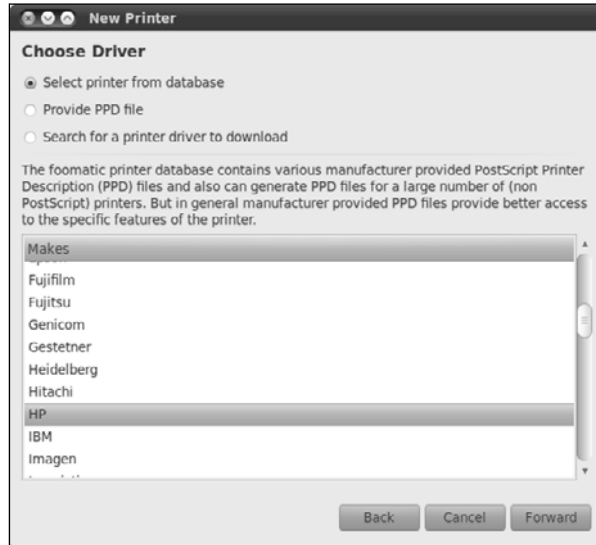 New Printer
Choose Driver
Select printer from database
Provide PPD file
Search for a printer driver to download
The foomatic printer database contains various manufacturer provided PostScript Printer
Description (PPD) files and also can generate PPD files for a large number of (non
PostScript) printers. But in general manufacturer provided PPD files provide better access
to the specific features of the printer.
Makes
Fujifilm
Fujitsu
Genicom
Gestetner
Heidelberg
Hitachi
HP
IBM
Imagen
Back Cancel Forward